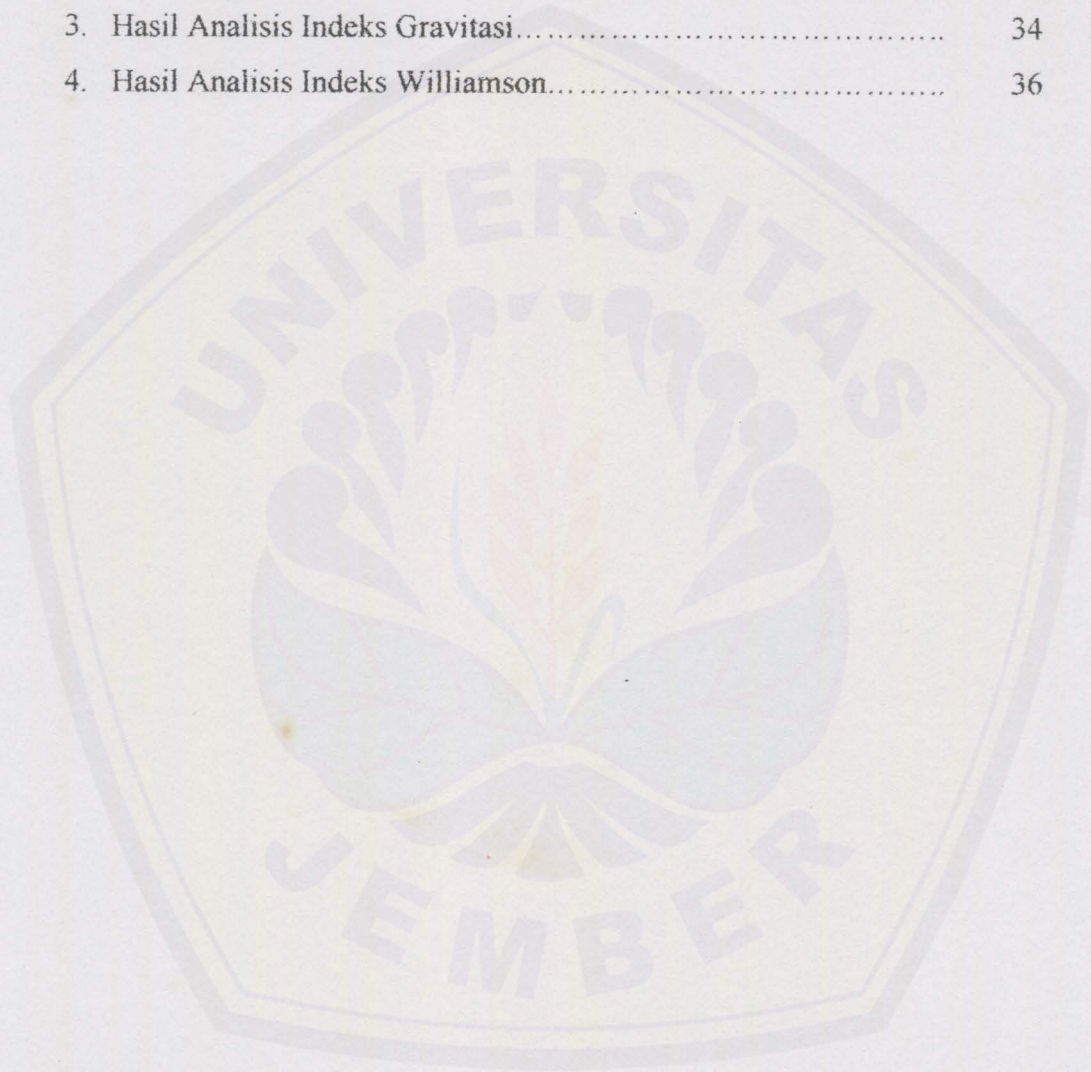 3. Hasil Analisis Indeks Gravitasi........................................ 34
4. Hasil Analisis Indeks Williamson..................................... 36
UNIVERSITAS
JEMBER